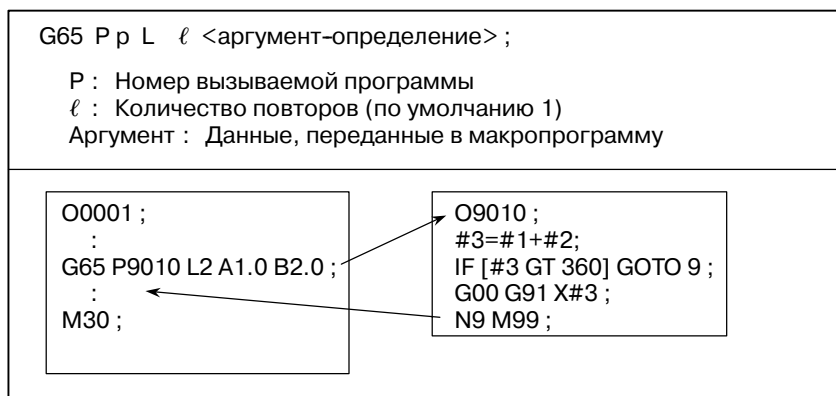 G65 P p L ℓ <аргумент-определение> ;
P : Номер вызываемой программы
ℓ : Количество повторов (по умолчанию 1)
Аргумент : Данные, переданные в макропрограмму
O0001 ;
:
G65 P9010 L2 A1.0 B2.0 ;
:
M30 ;
O9010 ;
#3=#1+#2;
IF [#3 GT 360] GOTO 9 ;
G00 G91 X#3 ;
N9 M99 ;